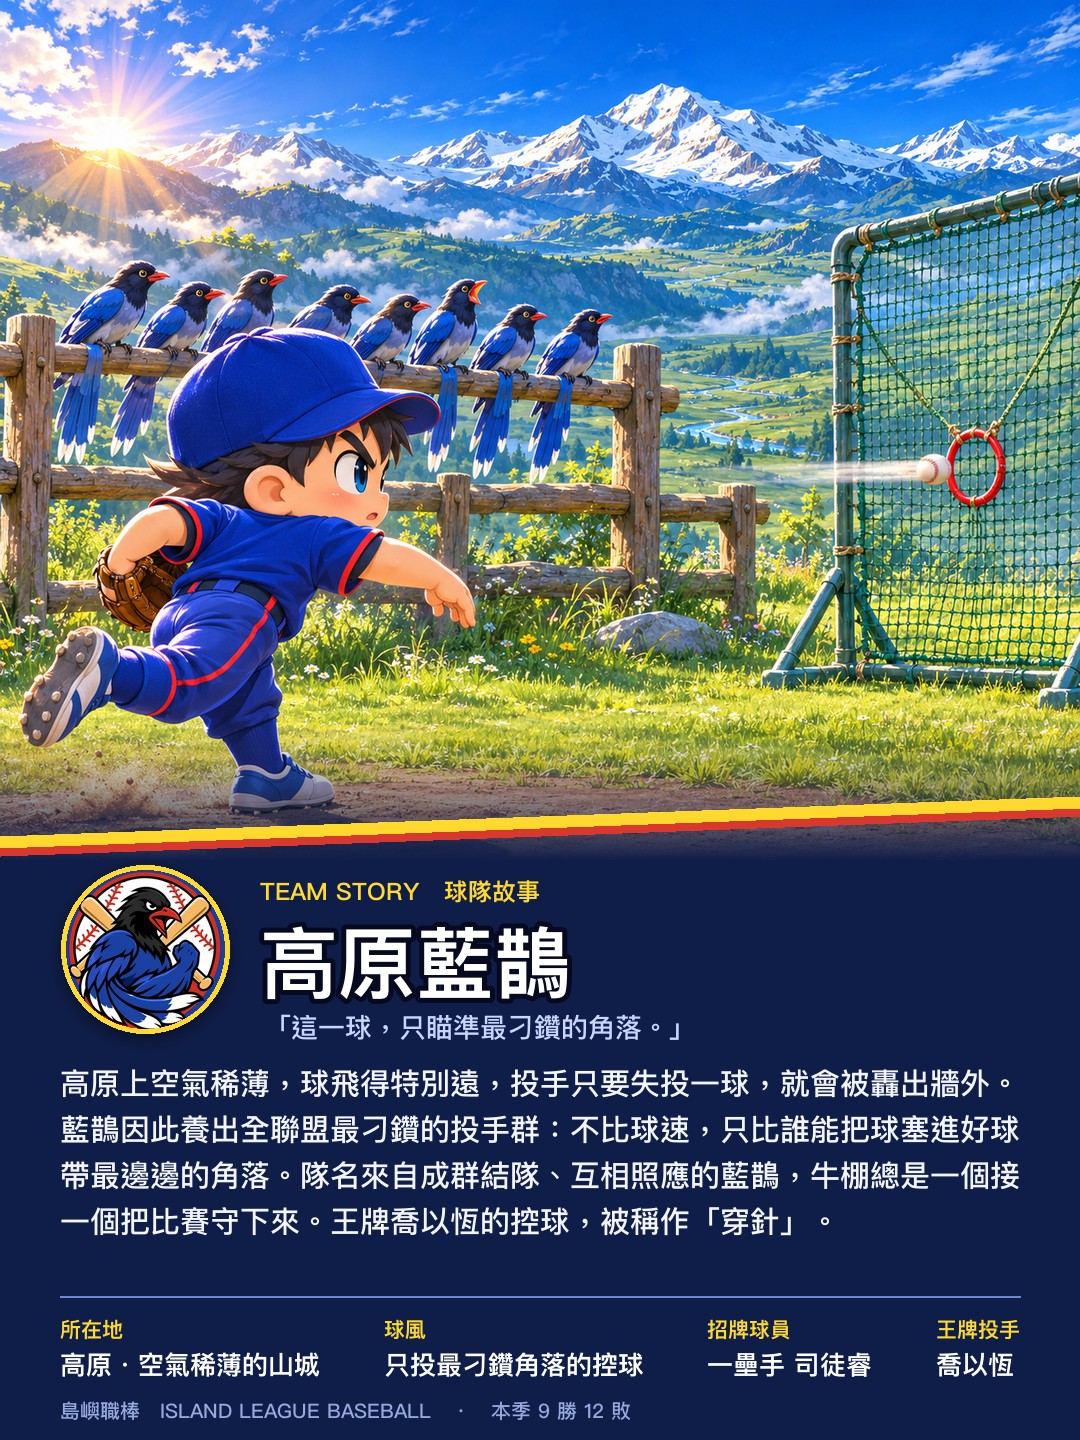 TEAM STORY 球隊故事
高原藍鵲
「這一球，只瞄準最刁鑽的角落。」
高原上空氣稀薄，球飛得特別遠，投手只要失投一球，就會被轟出牆外。
藍鵲因此養出全聯盟最刁鑽的投手群：不比球速，只比誰能把球塞進好球
帶最邊邊的角落。隊名來自成群結隊、互相照應的藍鵲，牛棚總是一個接
一個把比賽守下來。王牌喬以恆的控球，被稱作「穿針」。
所在地 球風 招牌球員 王牌投手
高原．空氣稀薄的山城 只投最刁鑽角落的控球 一壘手 司徒睿 喬以恆
島嶼職棒 ISLAND LEAGUE BASEBALL · 本季 9 勝 12 敗